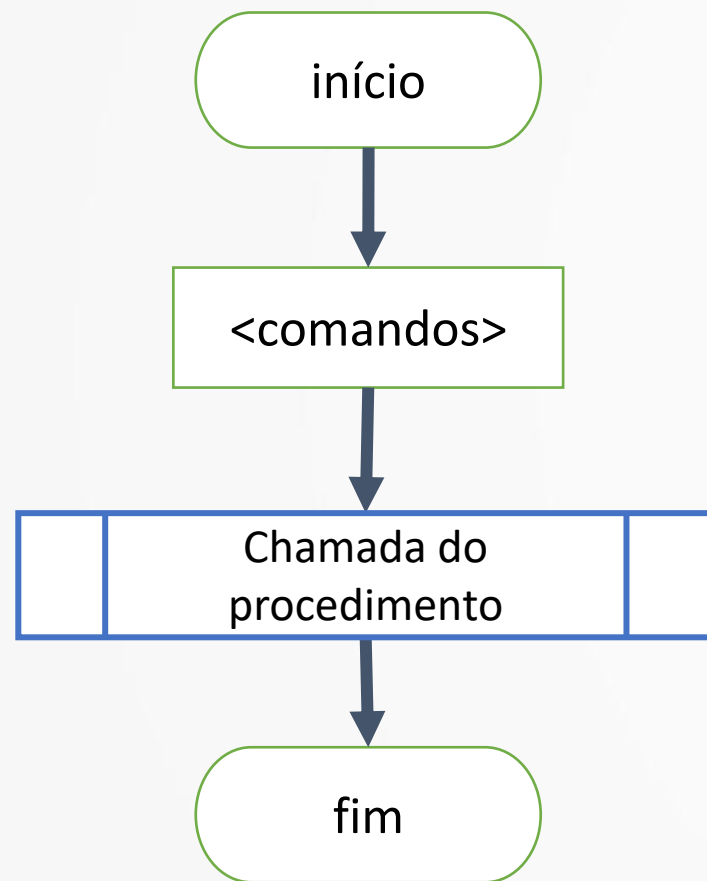 início
<comandos>
Chamada do
procedimento
fim